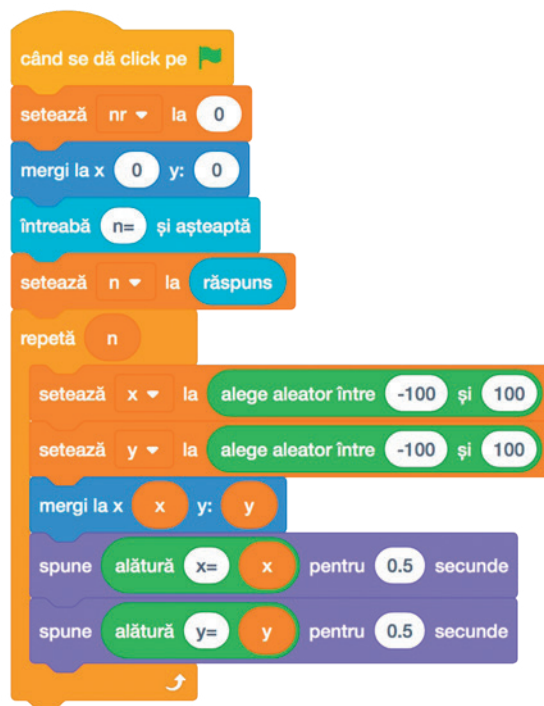 când se dă click pe
setează nr la 0
mergi la x 0 y: 0
întreabă n= și așteaptă
setează n la răspuns
repetă n
setează x la alege aleator între -100 și 100
setează y la alege aleator între -100 și 100
mergi la x x y: y
spune alătură x= x pentru 0.5 secunde
spune alătură y= y pentru 0.5 secunde